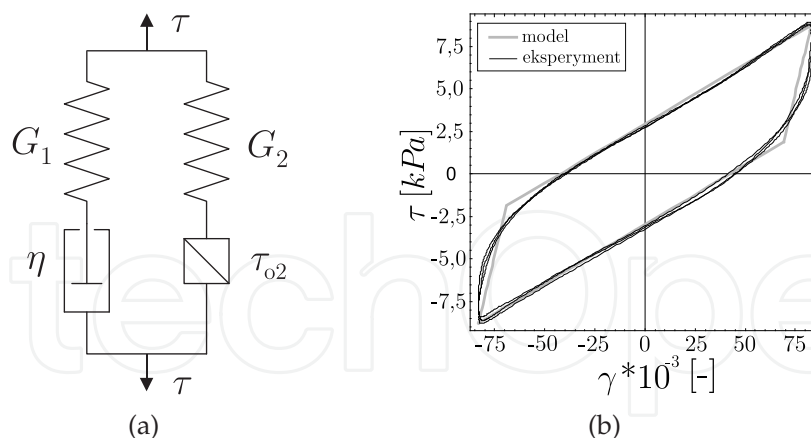 τ
G₁
G₂
η
τₒ₂
τ
(a)
model
eksperyment
τ [kPa]
7,5
5,0
2,5
0
-2,5
-5,0
-7,5
-75
-50
-25
0
25
50
75
γ*10⁻³ [-]
(b)
techOpe